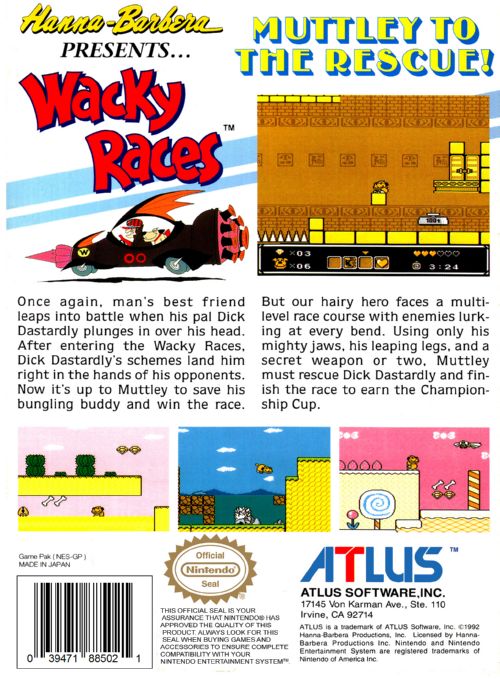 Hanna-Barbera
PRESENTS...
Wacky
Races™
MUTTLEY TO
THE RESCUE!
100t
×03
×06
3:24
W
00
Once again, man's best friend
leaps into battle when his pal Dick
Dastardly plunges in over his head.
After entering the Wacky Races,
Dick Dastardly's schemes land him
right in the hands of his opponents.
Now it's up to Muttley to save his
bungling buddy and win the race.
But our hairy hero faces a multi-
level race course with enemies lurk-
ing at every bend. Using only his
mighty jaws, his leaping legs, and a
secret weapon or two, Muttley
must rescue Dick Dastardly and fin-
ish the race to earn the Champion-
ship Cup.
Game Pak ( NES-GP )
MADE IN JAPAN
0 39471 88502 1
Official
Nintendo
Seal
THIS OFFICIAL SEAL IS YOUR
ASSURANCE THAT NINTENDO® HAS
APPROVED THE QUALITY OF THIS
PRODUCT. ALWAYS LOOK FOR THIS
SEAL WHEN BUYING GAMES AND
ACCESSORIES TO ENSURE COMPLETE
COMPATIBILITY WITH YOUR
NINTENDO ENTERTAINMENT SYSTEM™
ATLUS™
ATLUS SOFTWARE,INC.
17145 Von Karman Ave., Ste. 110
Irvine, CA 92714
ATLUS is a trademark of ATLUS Software, Inc. ©1992
Hanna-Barbera Productions, Inc. Licensed by Hanna-
Barbera Productions Inc. Nintendo and Nintendo
Entertainment System are registered trademarks of
Nintendo of America Inc.